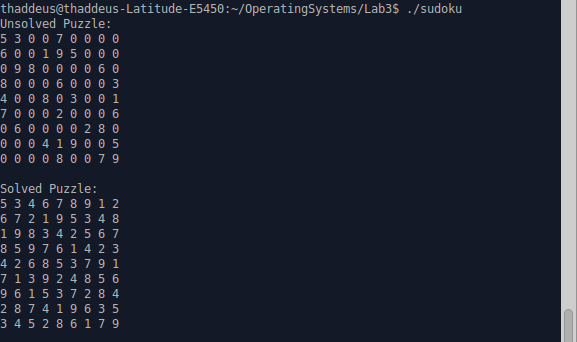 thaddeus@thaddeus-Latitude-E5450:~/OperatingSystems/Lab3$ ./sudoku
Unsolved Puzzle:
5 3 0 0 7 0 0 0 0
6 0 0 1 9 5 0 0 0
0 9 8 0 0 0 0 6 0
8 0 0 0 6 0 0 0 3
4 0 0 8 0 3 0 0 1
7 0 0 0 2 0 0 0 6
0 6 0 0 0 0 2 8 0
0 0 0 4 1 9 0 0 5
0 0 0 0 8 0 0 7 9
Solved Puzzle:
5 3 4 6 7 8 9 1 2
6 7 2 1 9 5 3 4 8
1 9 8 3 4 2 5 6 7
8 5 9 7 6 1 4 2 3
4 2 6 8 5 3 7 9 1
7 1 3 9 2 4 8 5 6
9 6 1 5 3 7 2 8 4
2 8 7 4 1 9 6 3 5
3 4 5 2 8 6 1 7 9